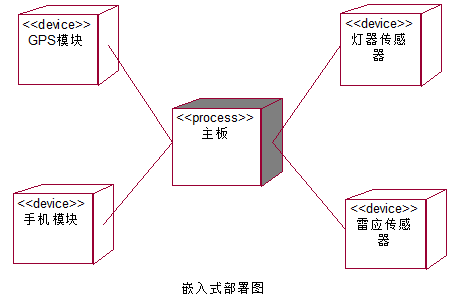 <<device>>
GPS模块
<<device>>
灯器传感
器
<<process>>
主板
<<device>>
手机模块
<<device>>
雷应传感
器
嵌入式部署图